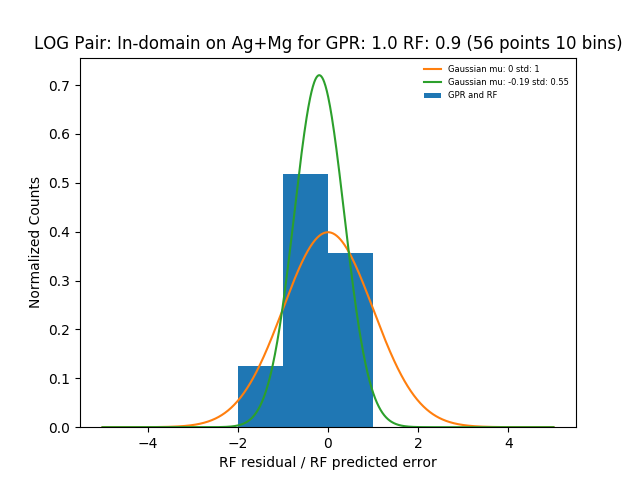 LOG Pair: In-domain on Ag+Mg for GPR: 1.0 RF: 0.9 (56 points 10 bins)
Gaussian mu: 0 std: 1
Gaussian mu: -0.19 std: 0.55
GPR and RF
Normalized Counts
0.7
0.6
0.5
0.4
0.3
0.2
0.1
0.0
−4 −2 0 2 4
RF residual / RF predicted error